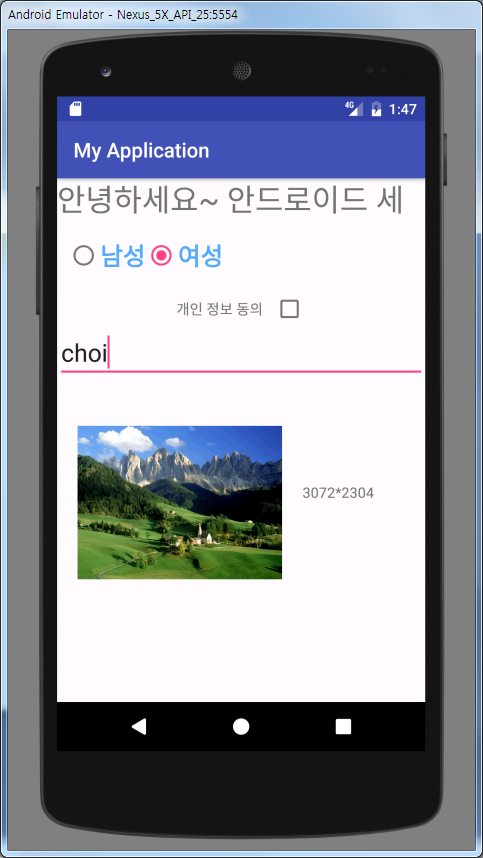 Android Emulator - Nexus_5X_API_25:5554
4G 1:47
My Application
안녕하세요~ 안드로이드 세
남성 여성
개인 정보 동의
choi
3072*2304